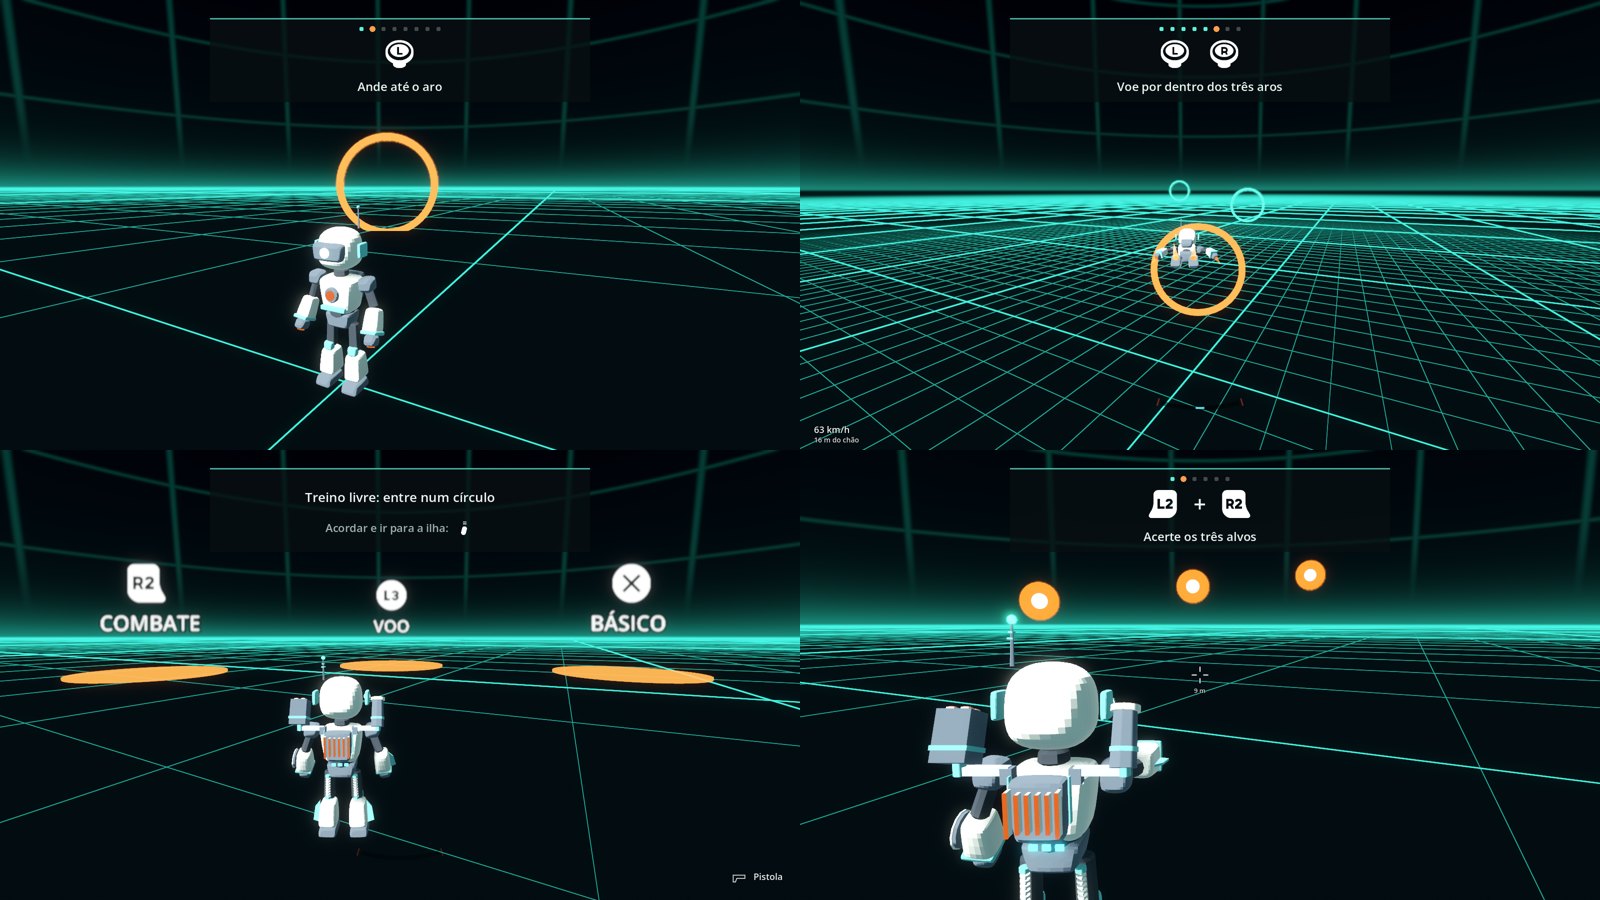 L
Ande até o aro
L R
Voe por dentro dos três aros
63 km/h
16 m do chão
Treino livre: entre num círculo
Acordar e ir para a ilha:
R2
COMBATE
L3
VOO
BÁSICO
Pistola
L2 + R2
Acerte os três alvos
9 m